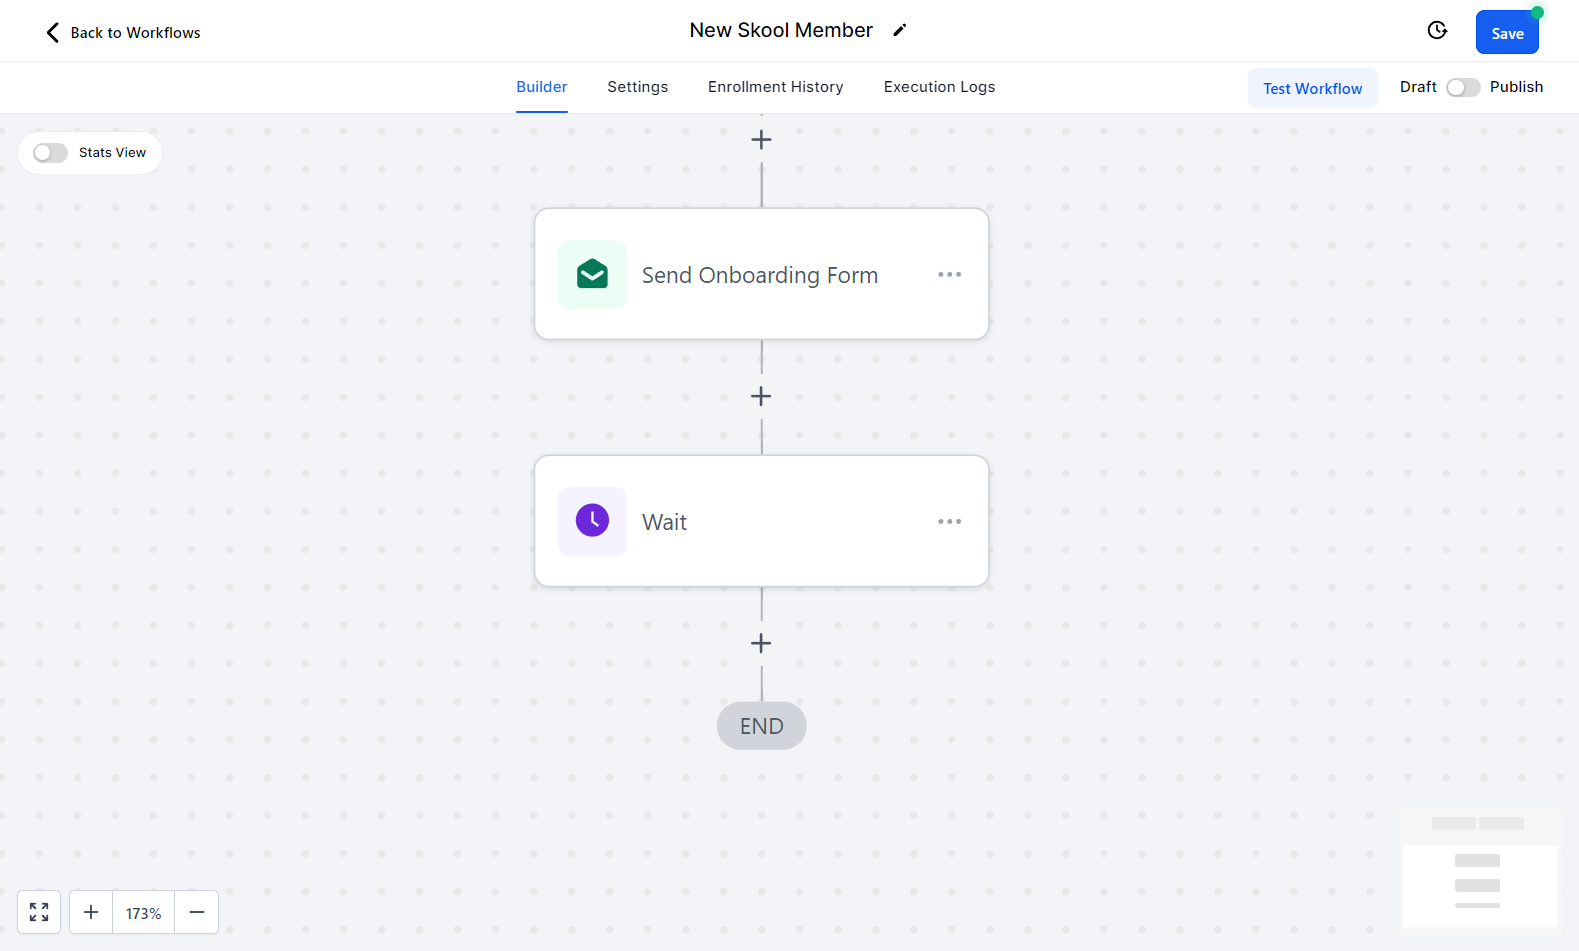 Back to Workflows
New Skool Member
Save
Builder
Settings
Enrollment History
Execution Logs
Test Workflow
Draft
Publish
Stats View
Send Onboarding Form
Wait
END
173%